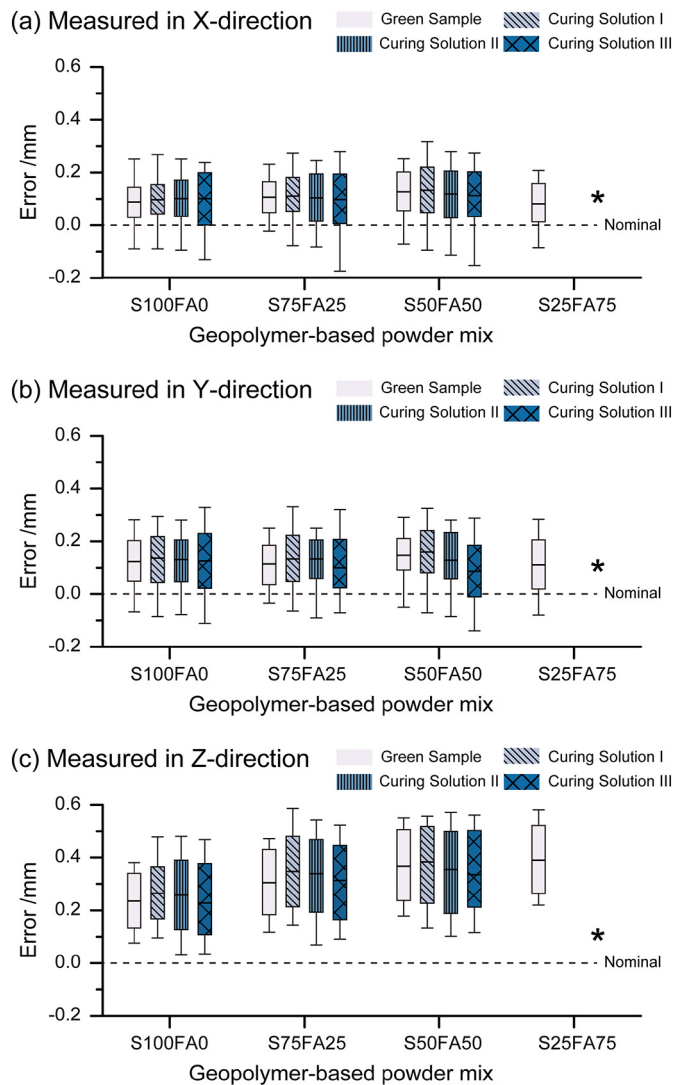 (a) Measured in X-direction
Green Sample Curing Solution I
Curing Solution II Curing Solution III
0.6
0.4
0.2
0.0
-0.2
Error /mm
*
Nominal
S100FA0 S75FA25 S50FA50 S25FA75
Geopolymer-based powder mix
(b) Measured in Y-direction
Green Sample Curing Solution I
Curing Solution II Curing Solution III
0.6
0.4
0.2
0.0
-0.2
Error /mm
*
Nominal
S100FA0 S75FA25 S50FA50 S25FA75
Geopolymer-based powder mix
(c) Measured in Z-direction
Green Sample Curing Solution I
Curing Solution II Curing Solution III
0.6
0.4
0.2
0.0
-0.2
Error /mm
*
Nominal
S100FA0 S75FA25 S50FA50 S25FA75
Geopolymer-based powder mix